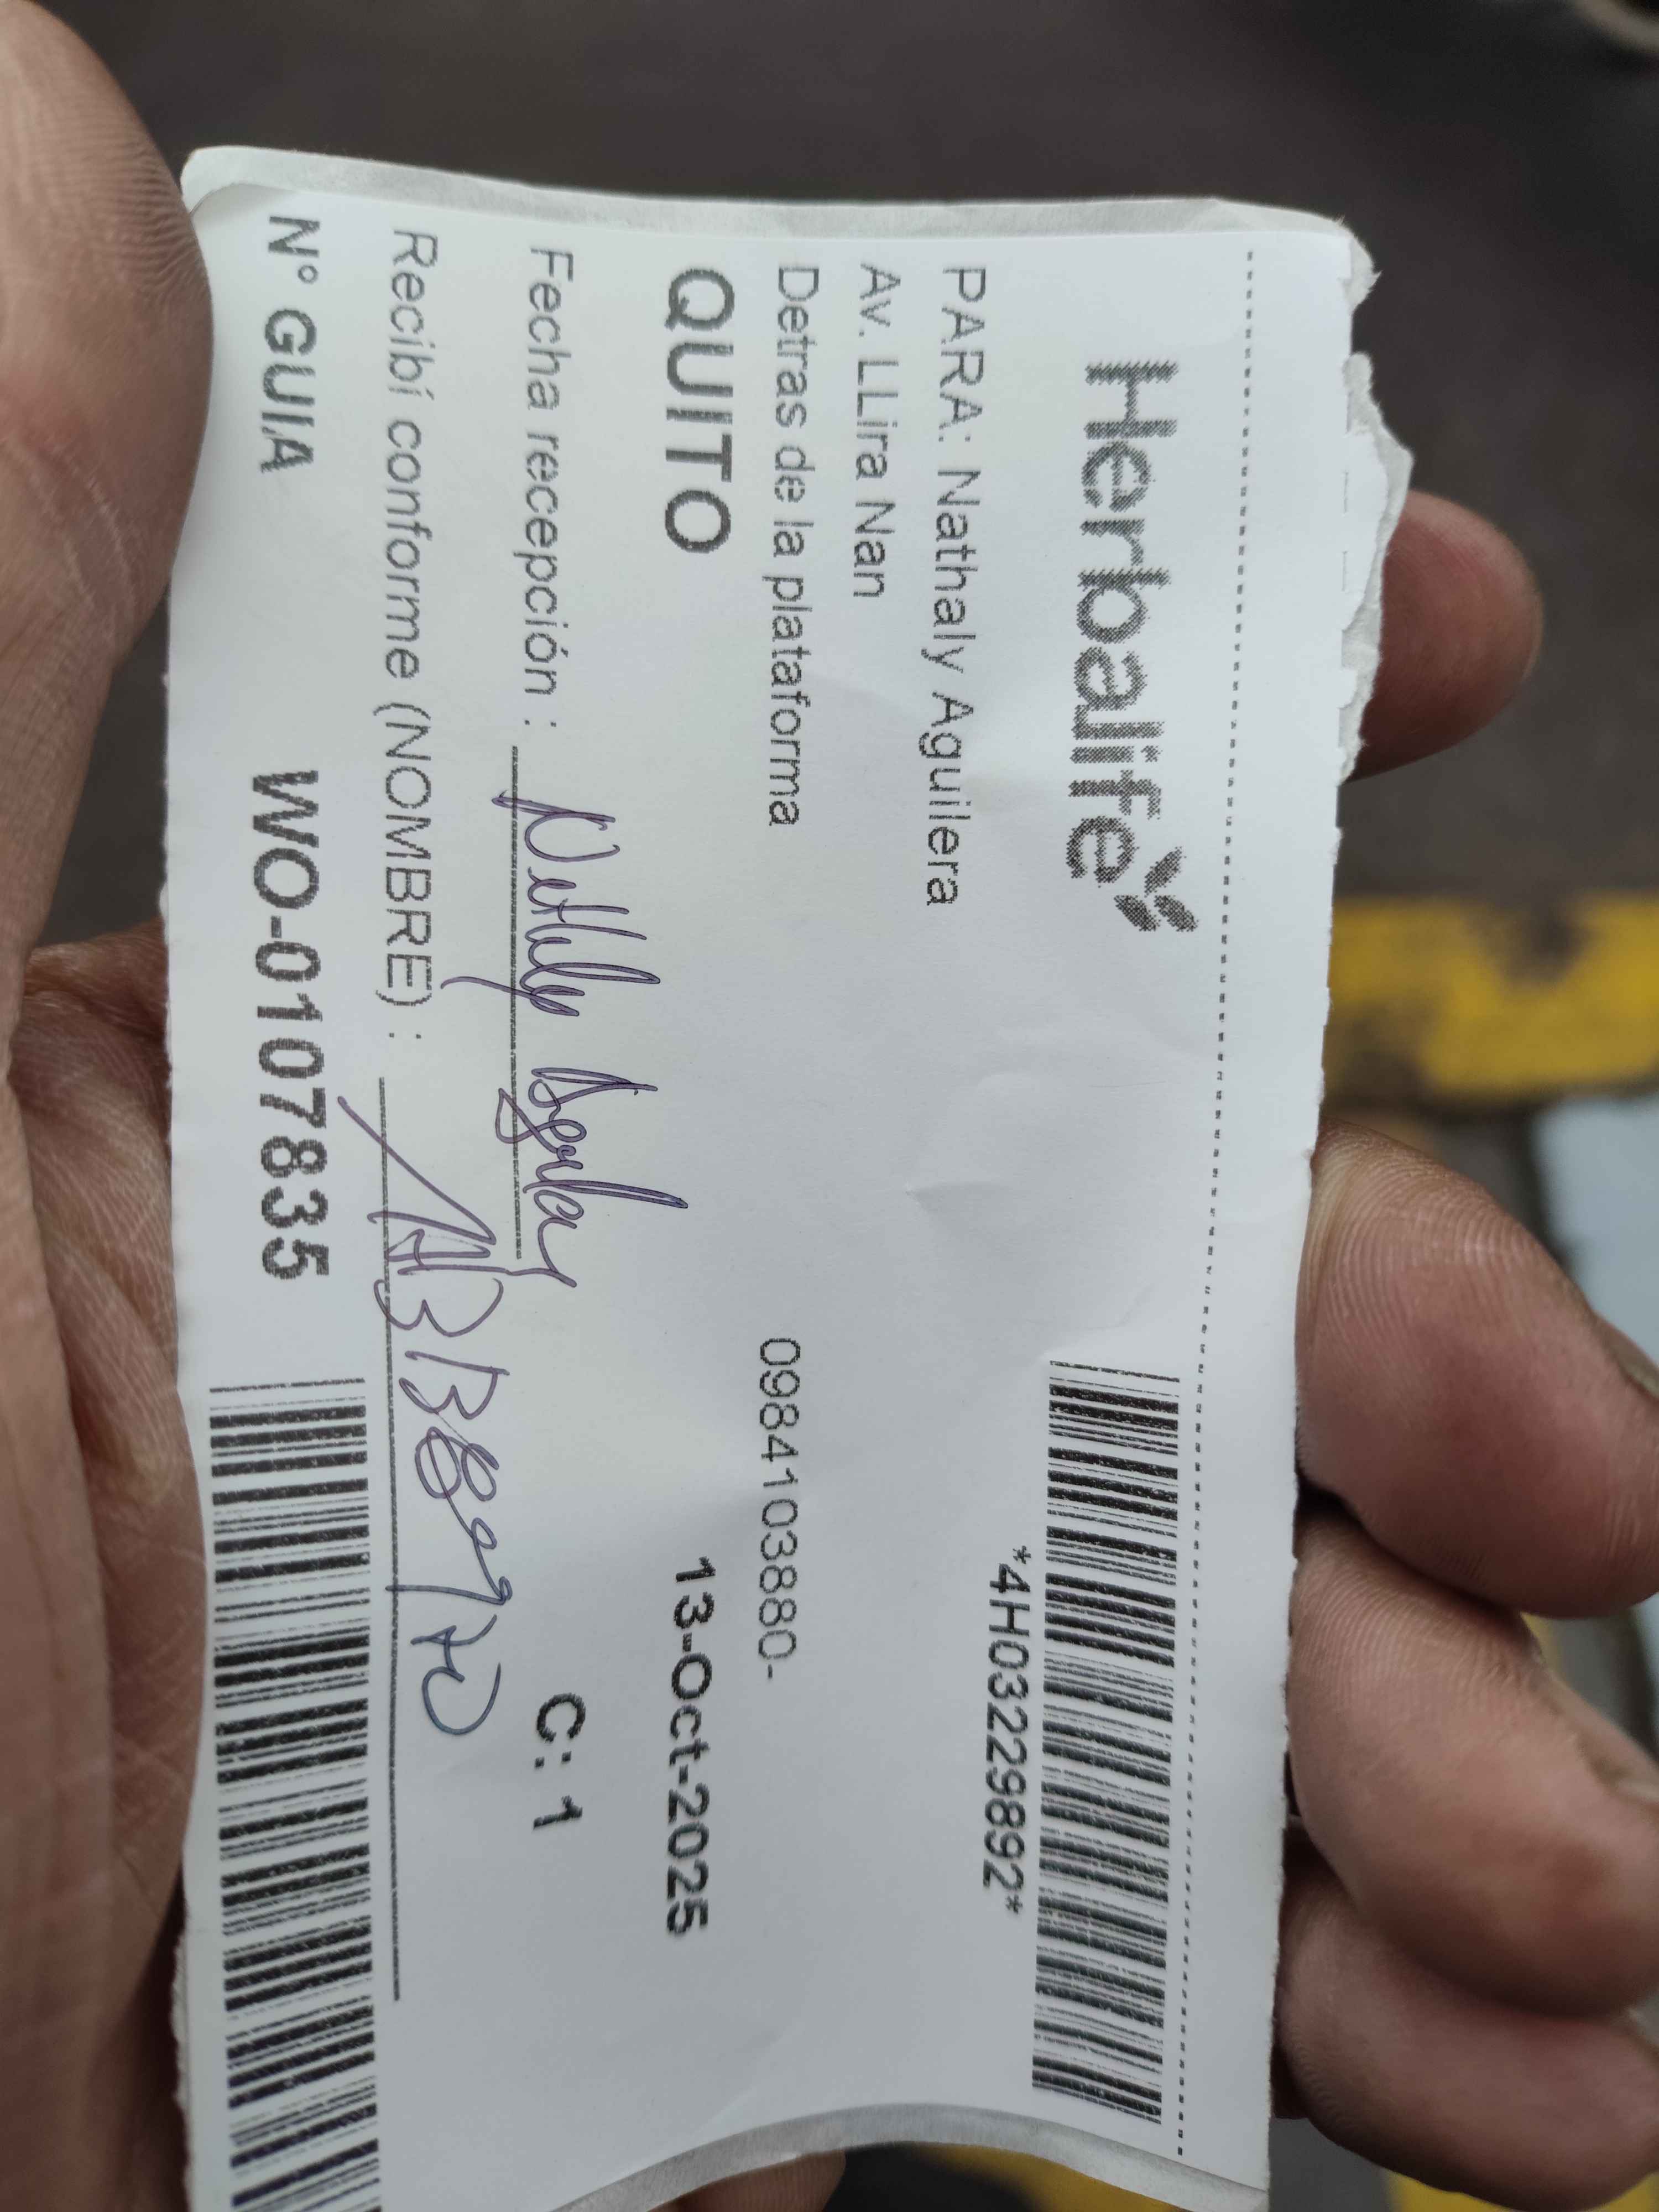 Herbalife
*4H03229892*
PARA: Nathaly Aguilera
Av. LLira Nan
Detras de la plataforma 0984103880-
QUITO 13-Oct-2025
Fecha recepción : C: 1
Recibí conforme (NOMBRE) :
N° GUIA WO-0107835